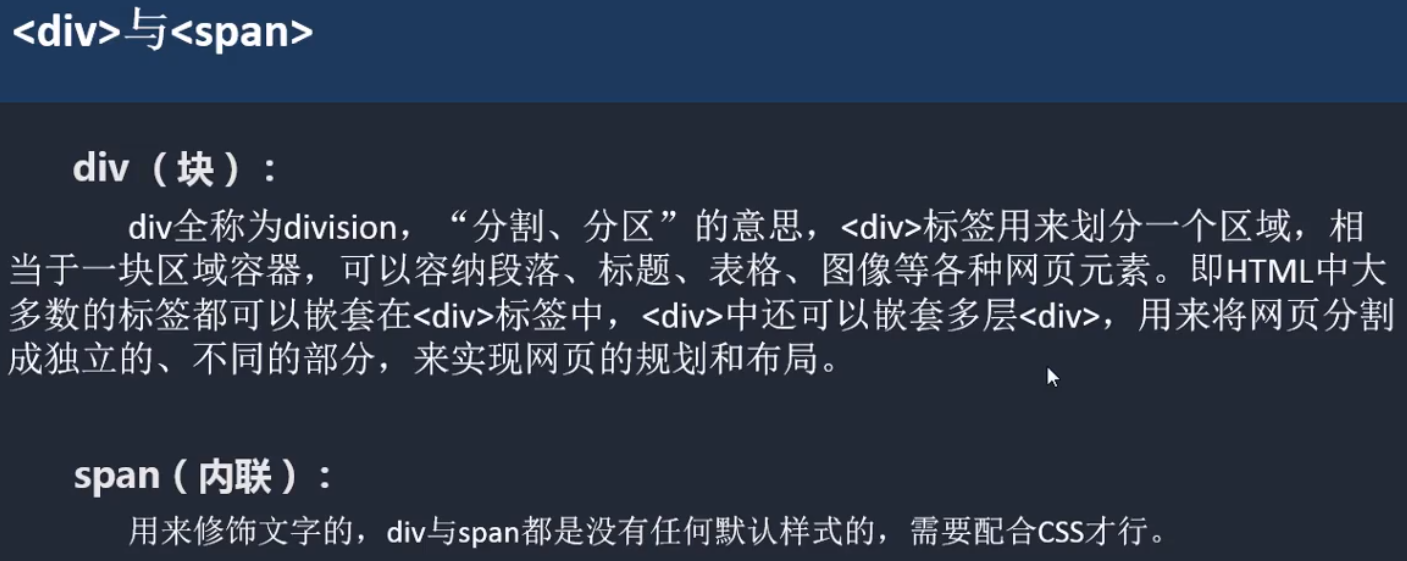 <div>与<span>
div（块）：
div全称为division，“分割、分区”的意思，<div>标签用来划分一个区域，相
当于一块区域容器，可以容纳段落、标题、表格、图像等各种网页元素。即HTML中大
多数的标签都可以嵌套在<div>标签中，<div>中还可以嵌套多层<div>，用来将网页分割
成独立的、不同的部分，来实现网页的规划和布局。
span（内联）：
用来修饰文字的，div与span都是没有任何默认样式的，需要配合CSS才行。